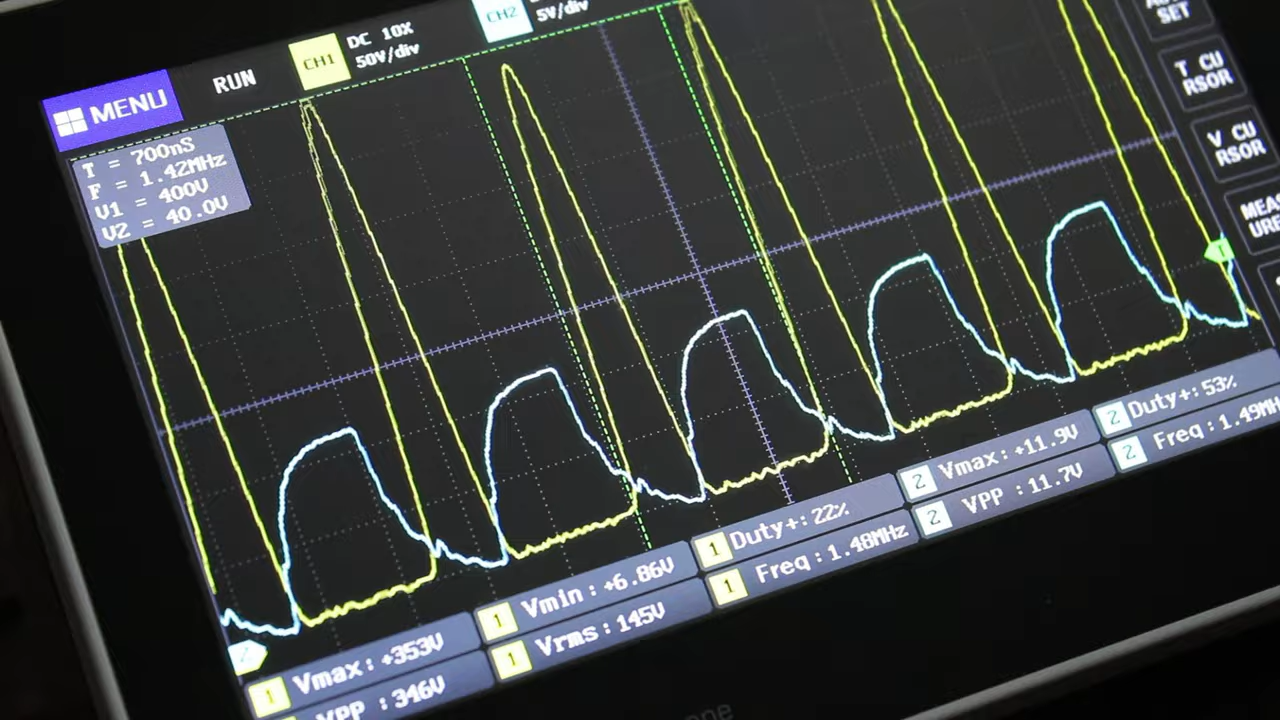 MENU
RUN
CH1
DC 10X
50V/div
CH2
5V/div
SET
T CU
RSOR
V CU
RSOR
MEAS
URE
T = 700nS
F = 1.42MHz
V1 = 400V
V2 = 40.0V
T
2
1 Vmax: +353V
1 Vmin: +6.86V
1 Duty+: 22%
2 Vmax: +11.9V
2 Duty+: 53%
VPP : 346V
1 Vrms: 145V
1 Freq: 1.48MHz
2 VPP : 11.7V
2 Freq: 1.49MH